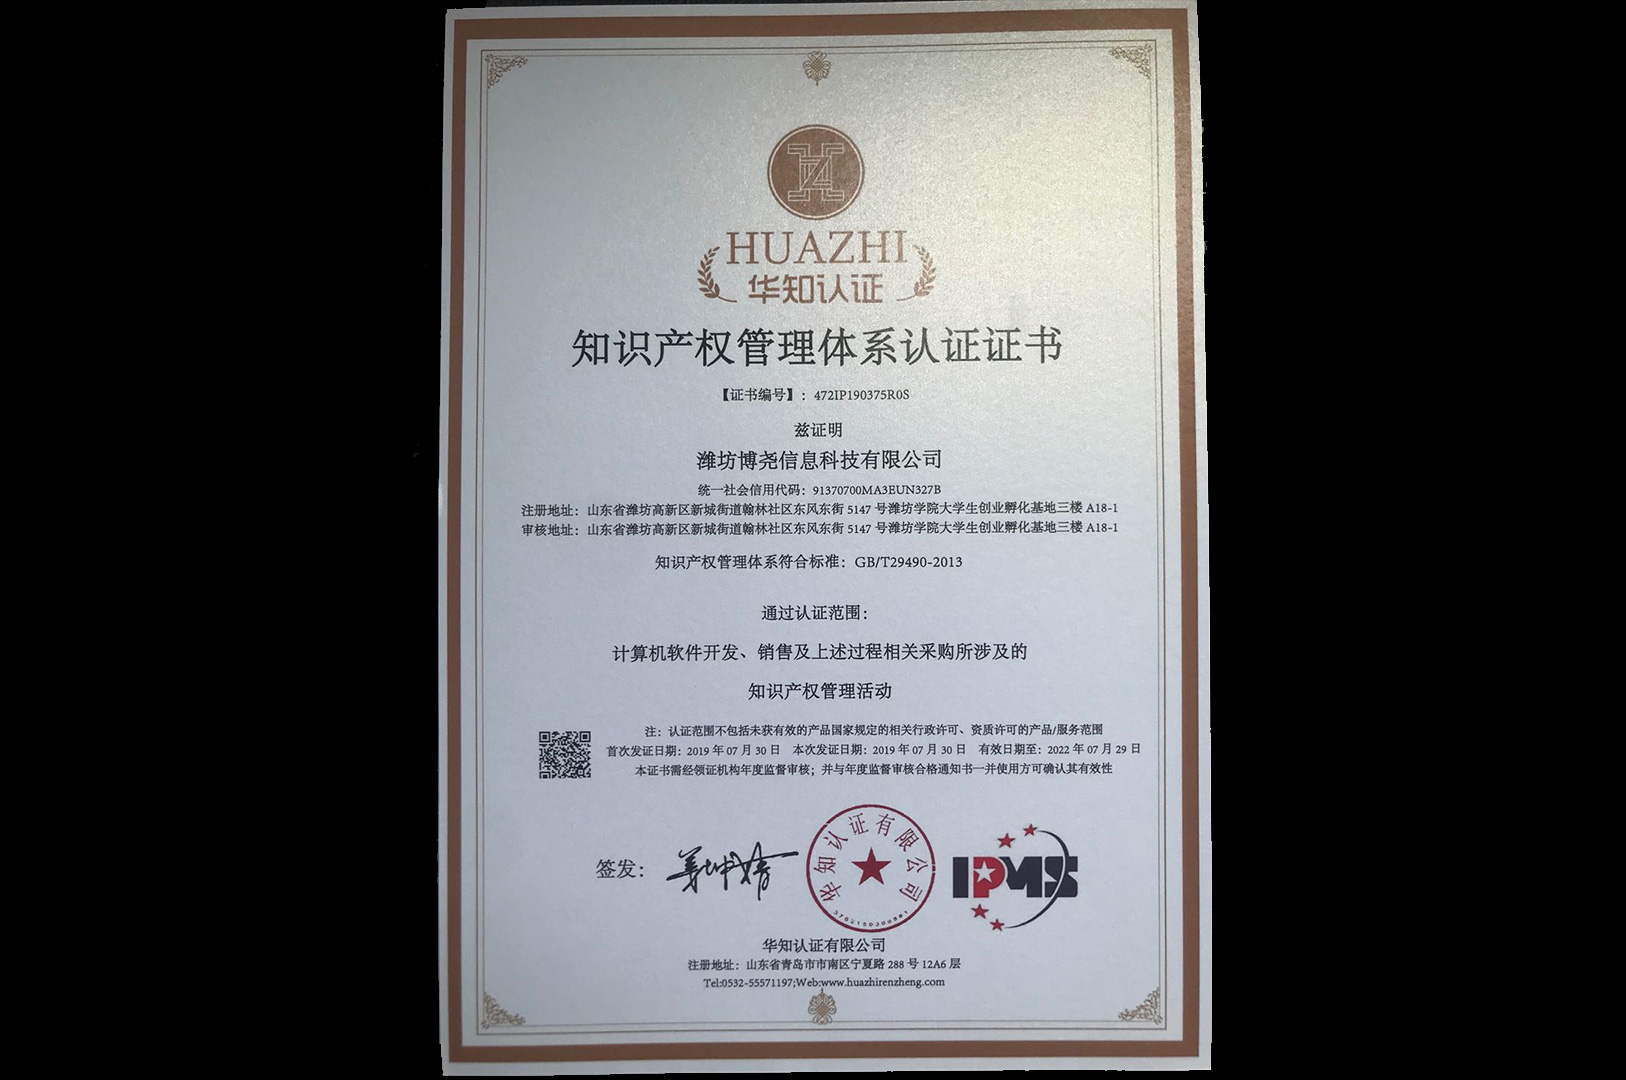 HUAZHI
华知认证
知识产权管理体系认证证书
【证书编号】：472IP190375R0S
兹证明
潍坊博尧信息科技有限公司
统一社会信用代码：91370700MA3EUN327B
注册地址：山东省潍坊高新区新城街道翰林社区东风东街 5147 号潍坊学院大学生创业孵化基地三楼 A18-1
审核地址：山东省潍坊高新区新城街道翰林社区东风东街 5147 号潍坊学院大学生创业孵化基地三楼 A18-1
知识产权管理体系符合标准：GB/T29490-2013
通过认证范围：
计算机软件开发、销售及上述过程相关采购所涉及的
知识产权管理活动
注：认证范围不包括未获有效的产品国家规定的相关行政许可、资质许可的产品/服务范围
首次发证日期：2019 年 07 月 30 日 本次发证日期：2019 年 07 月 30 日 有效日期至：2022 年 07 月 29 日
本证书需经领证机构年度监督审核；并与年度监督审核合格通知书一并使用方可确认其有效性
签发：
华知认证有限公司
IPMS
华知认证有限公司
注册地址：山东省青岛市市南区宁夏路 288 号 12A6 层
Tel:0532-55571197;Web:www.huazhirenzheng.com